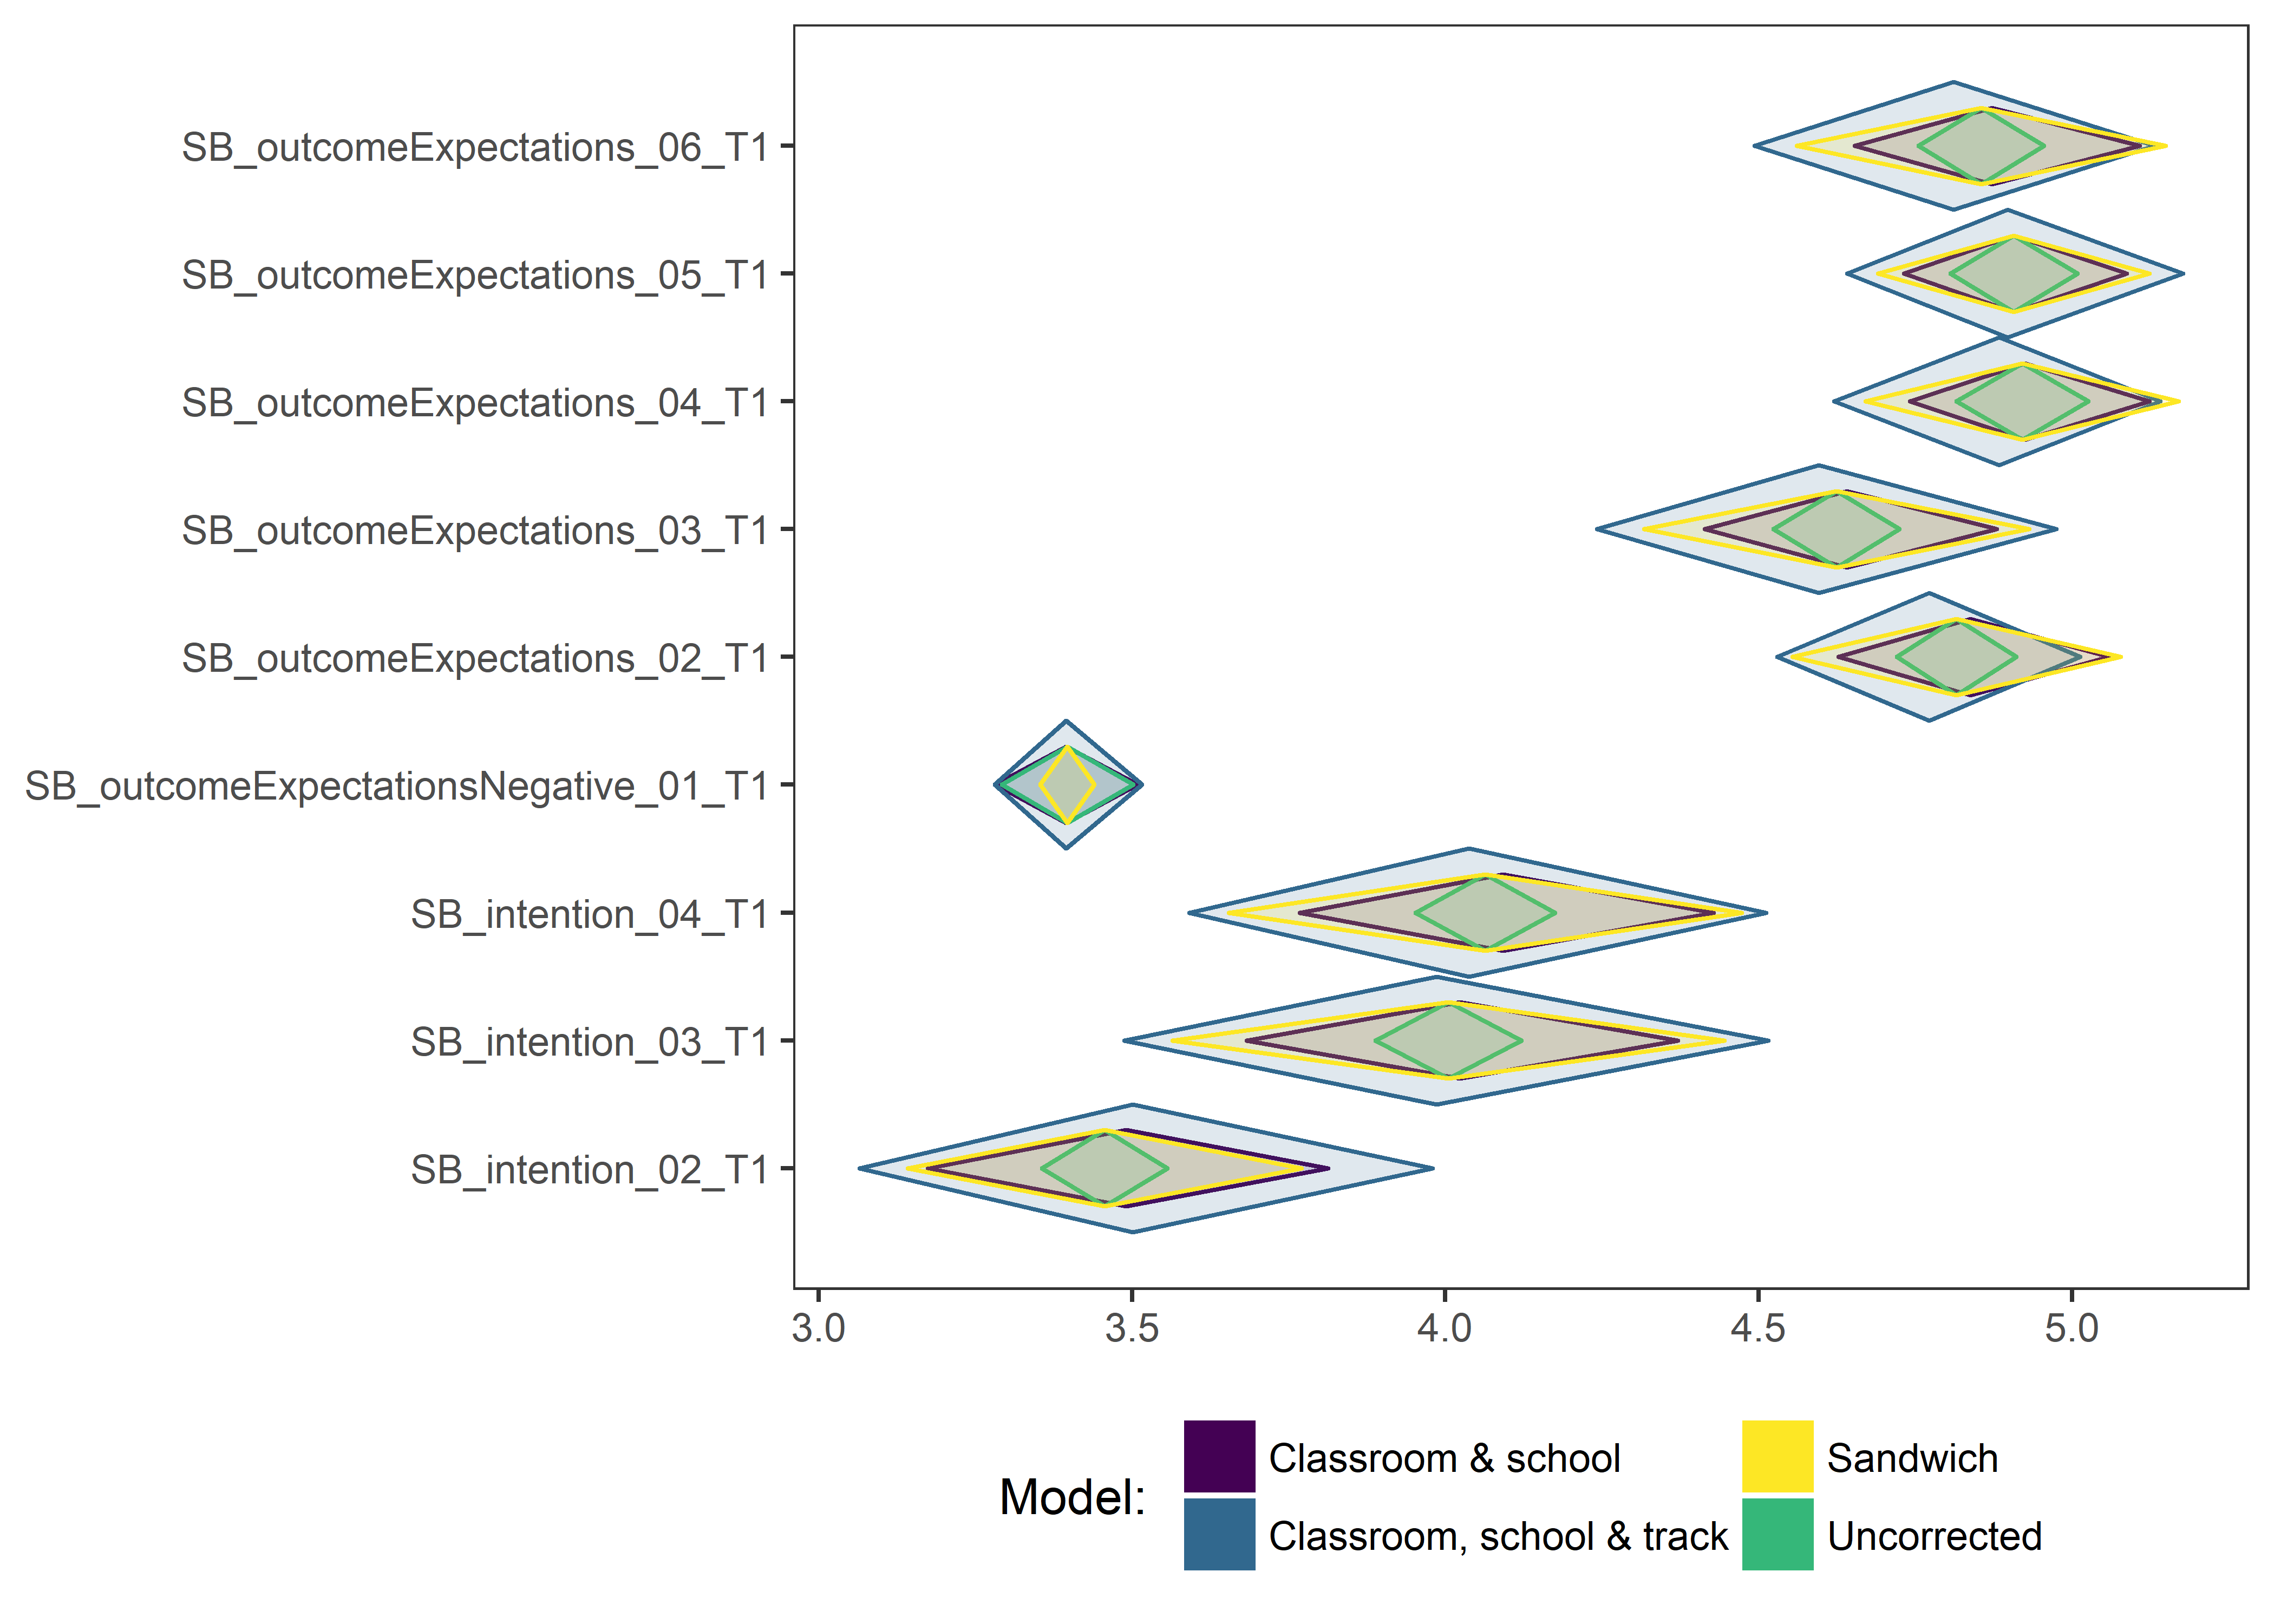 SB_outcomeExpectations_06_T1
SB_outcomeExpectations_05_T1
SB_outcomeExpectations_04_T1
SB_outcomeExpectations_03_T1
SB_outcomeExpectations_02_T1
SB_outcomeExpectationsNegative_01_T1
SB_intention_04_T1
SB_intention_03_T1
SB_intention_02_T1
3.0 3.5 4.0 4.5 5.0
Model:
Classroom & school
Classroom, school & track
Sandwich
Uncorrected